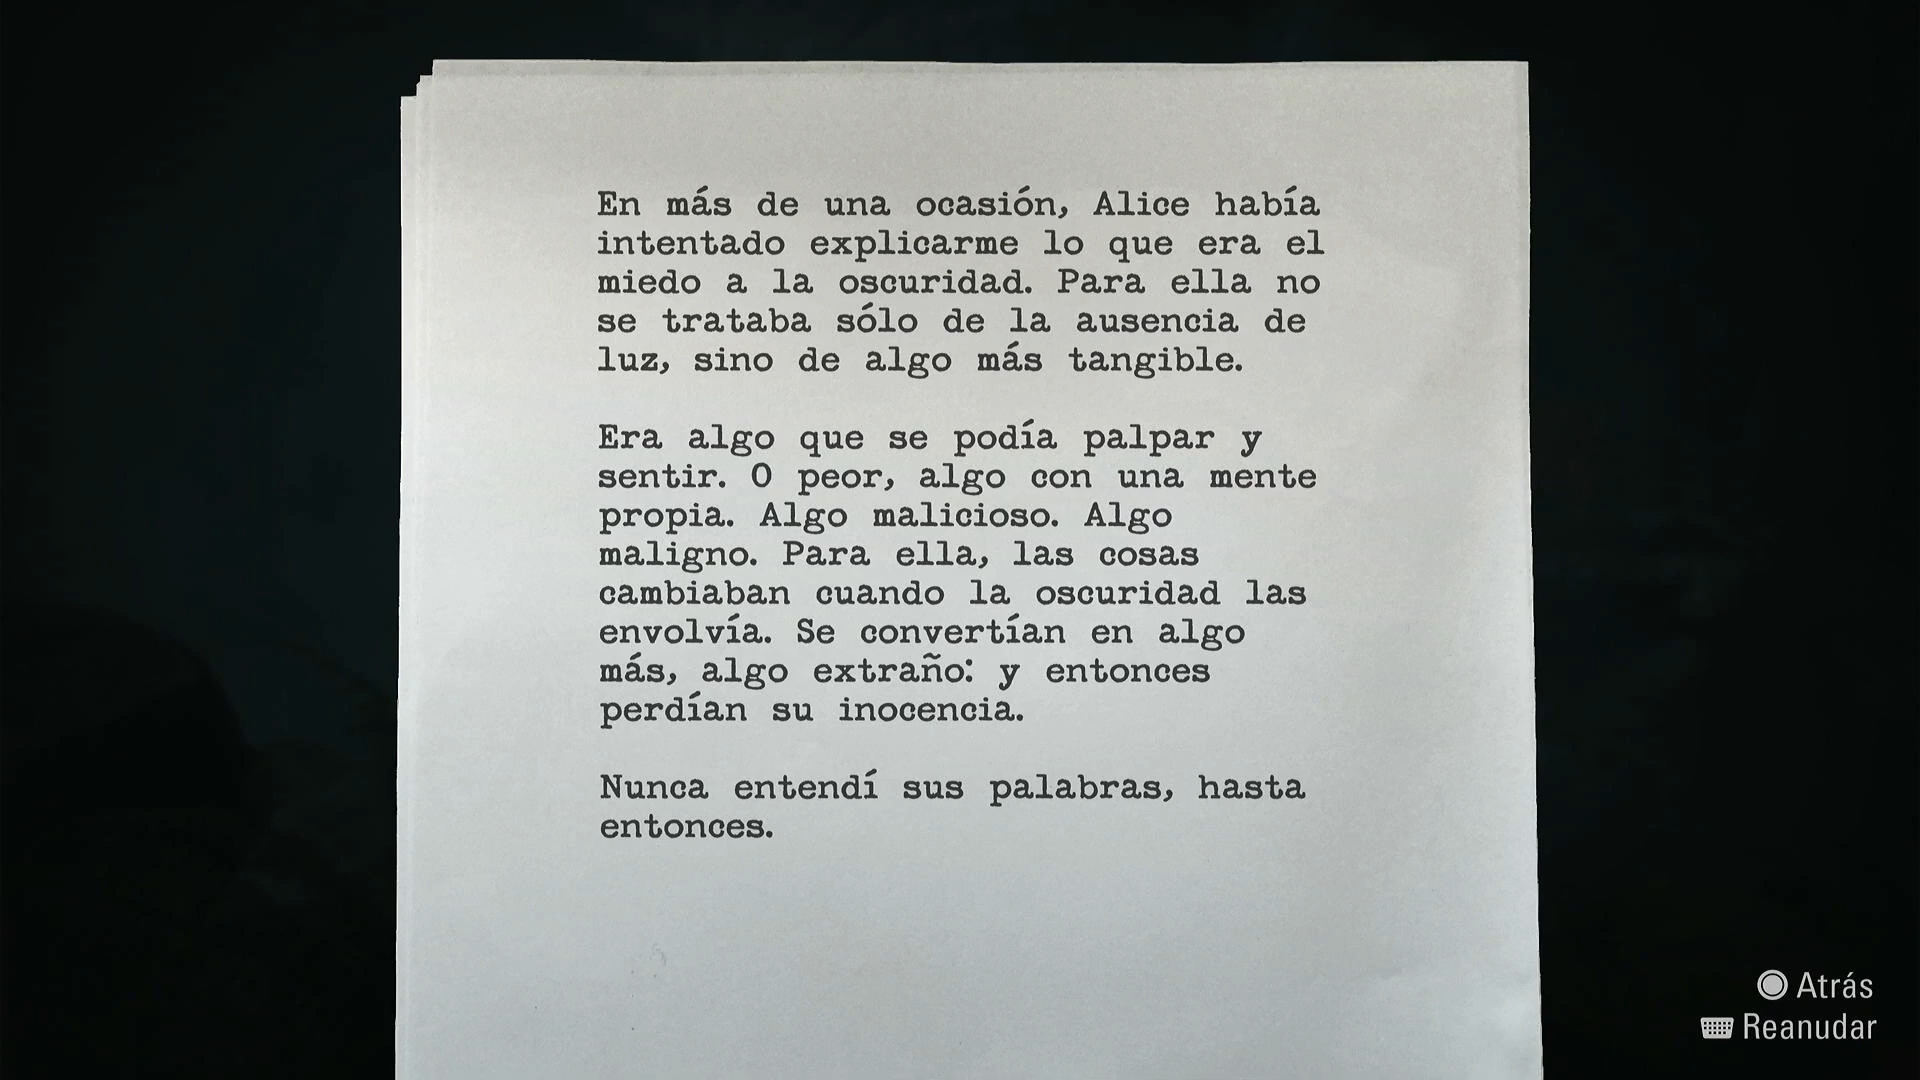 En más de una ocasión, Alice había
intentado explicarme lo que era el
miedo a la oscuridad. Para ella no
se trataba sólo de la ausencia de
luz, sino de algo más tangible.
Era algo que se podía palpar y
sentir. O peor, algo con una mente
propia. Algo malicioso. Algo
maligno. Para ella, las cosas
cambiaban cuando la oscuridad las
envolvía. Se convertían en algo
más, algo extraño: y entonces
perdían su inocencia.
Nunca entendí sus palabras, hasta
entonces.
Atrás
Reanudar